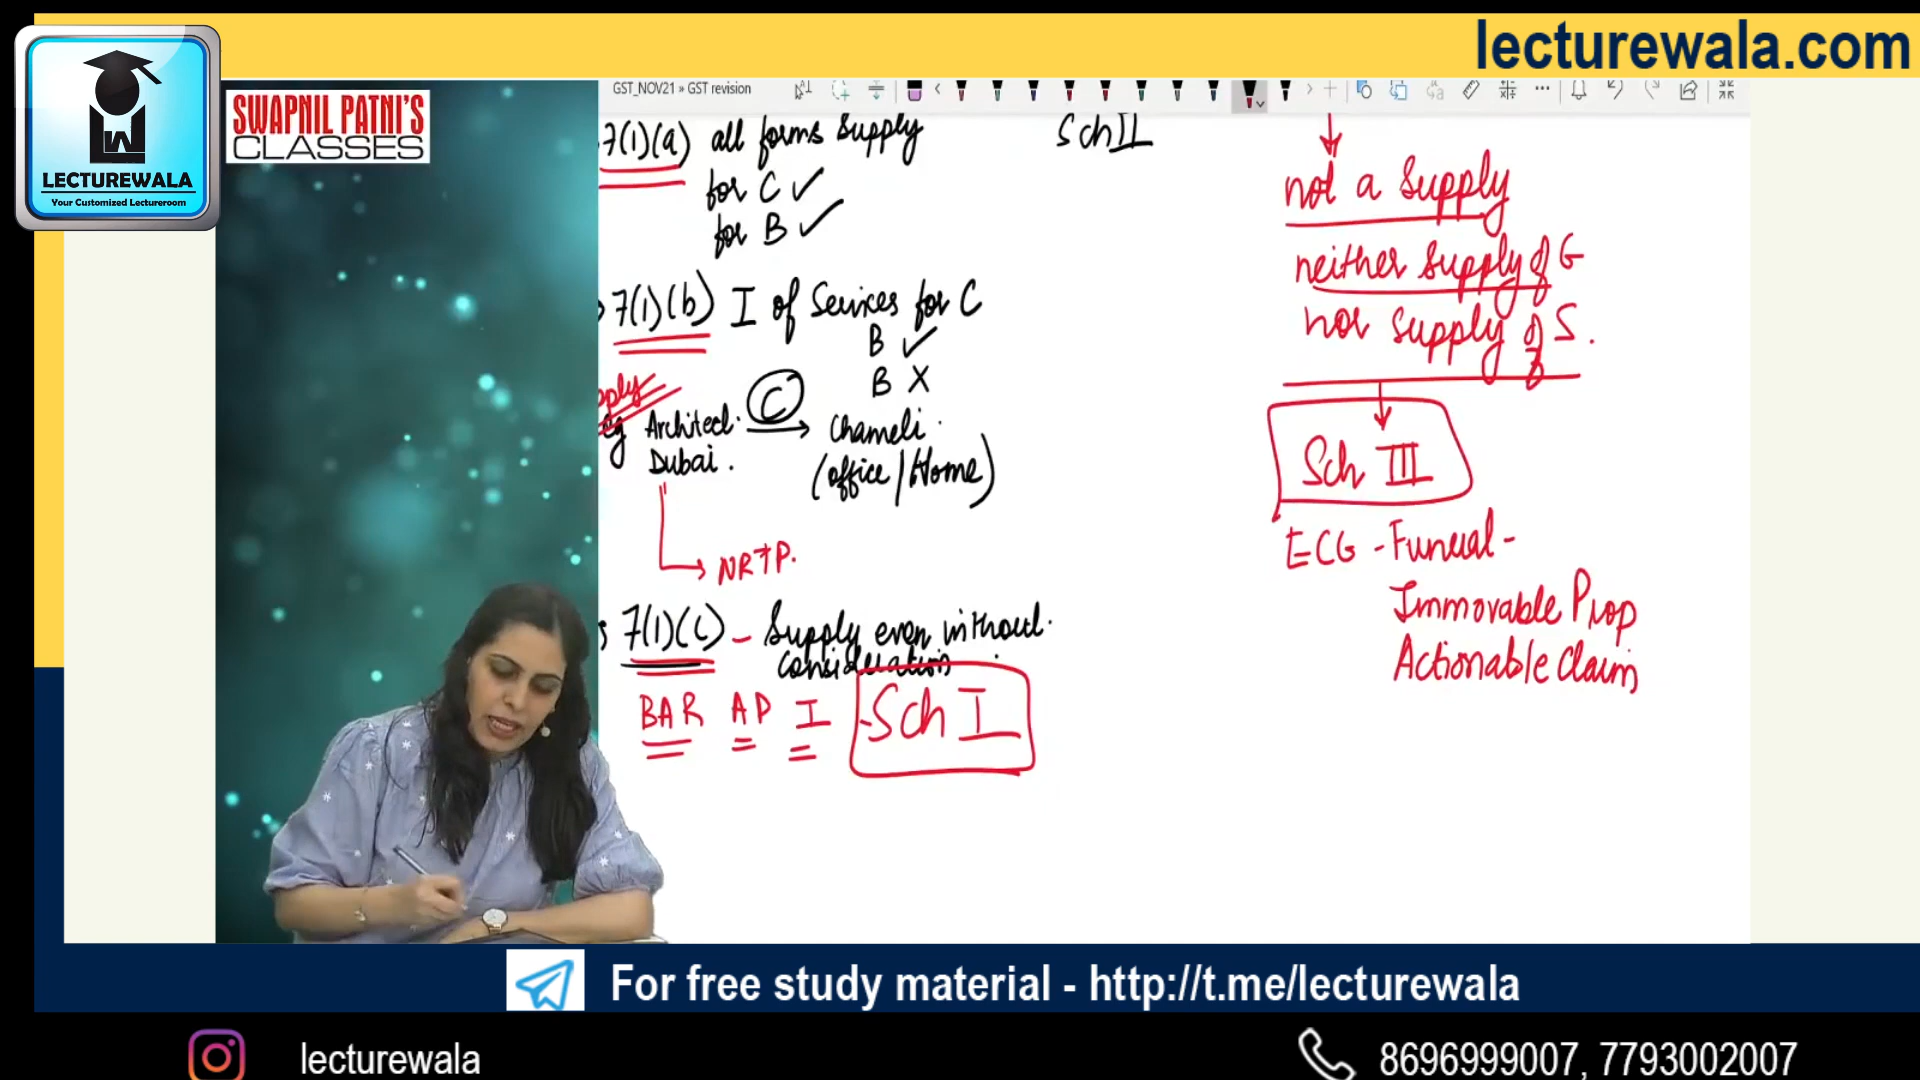 lecturewala.com
LW
LECTUREWALA
Your Customized Lectureroom
SWAPNIL PATNI'S
CLASSES
GST_NOV21 » GST revision
7(1)(a) all forms Supply
for C ✓
for B ✓
Sch II
7(1)(b) I of Services for C
B ✓
B X
eg Architect. C → Chameli.
Dubai. (office/Home)
NRTP.
7(1)(c) - Supply even without
consideration
BAR AP I Sch I
not a Supply
neither Supply of G
nor Supply of S.
Sch III
ECG - Funeral -
Immovable Prop
Actionable Claim
For free study material - http://t.me/lecturewala
lecturewala
8696999007, 7793002007